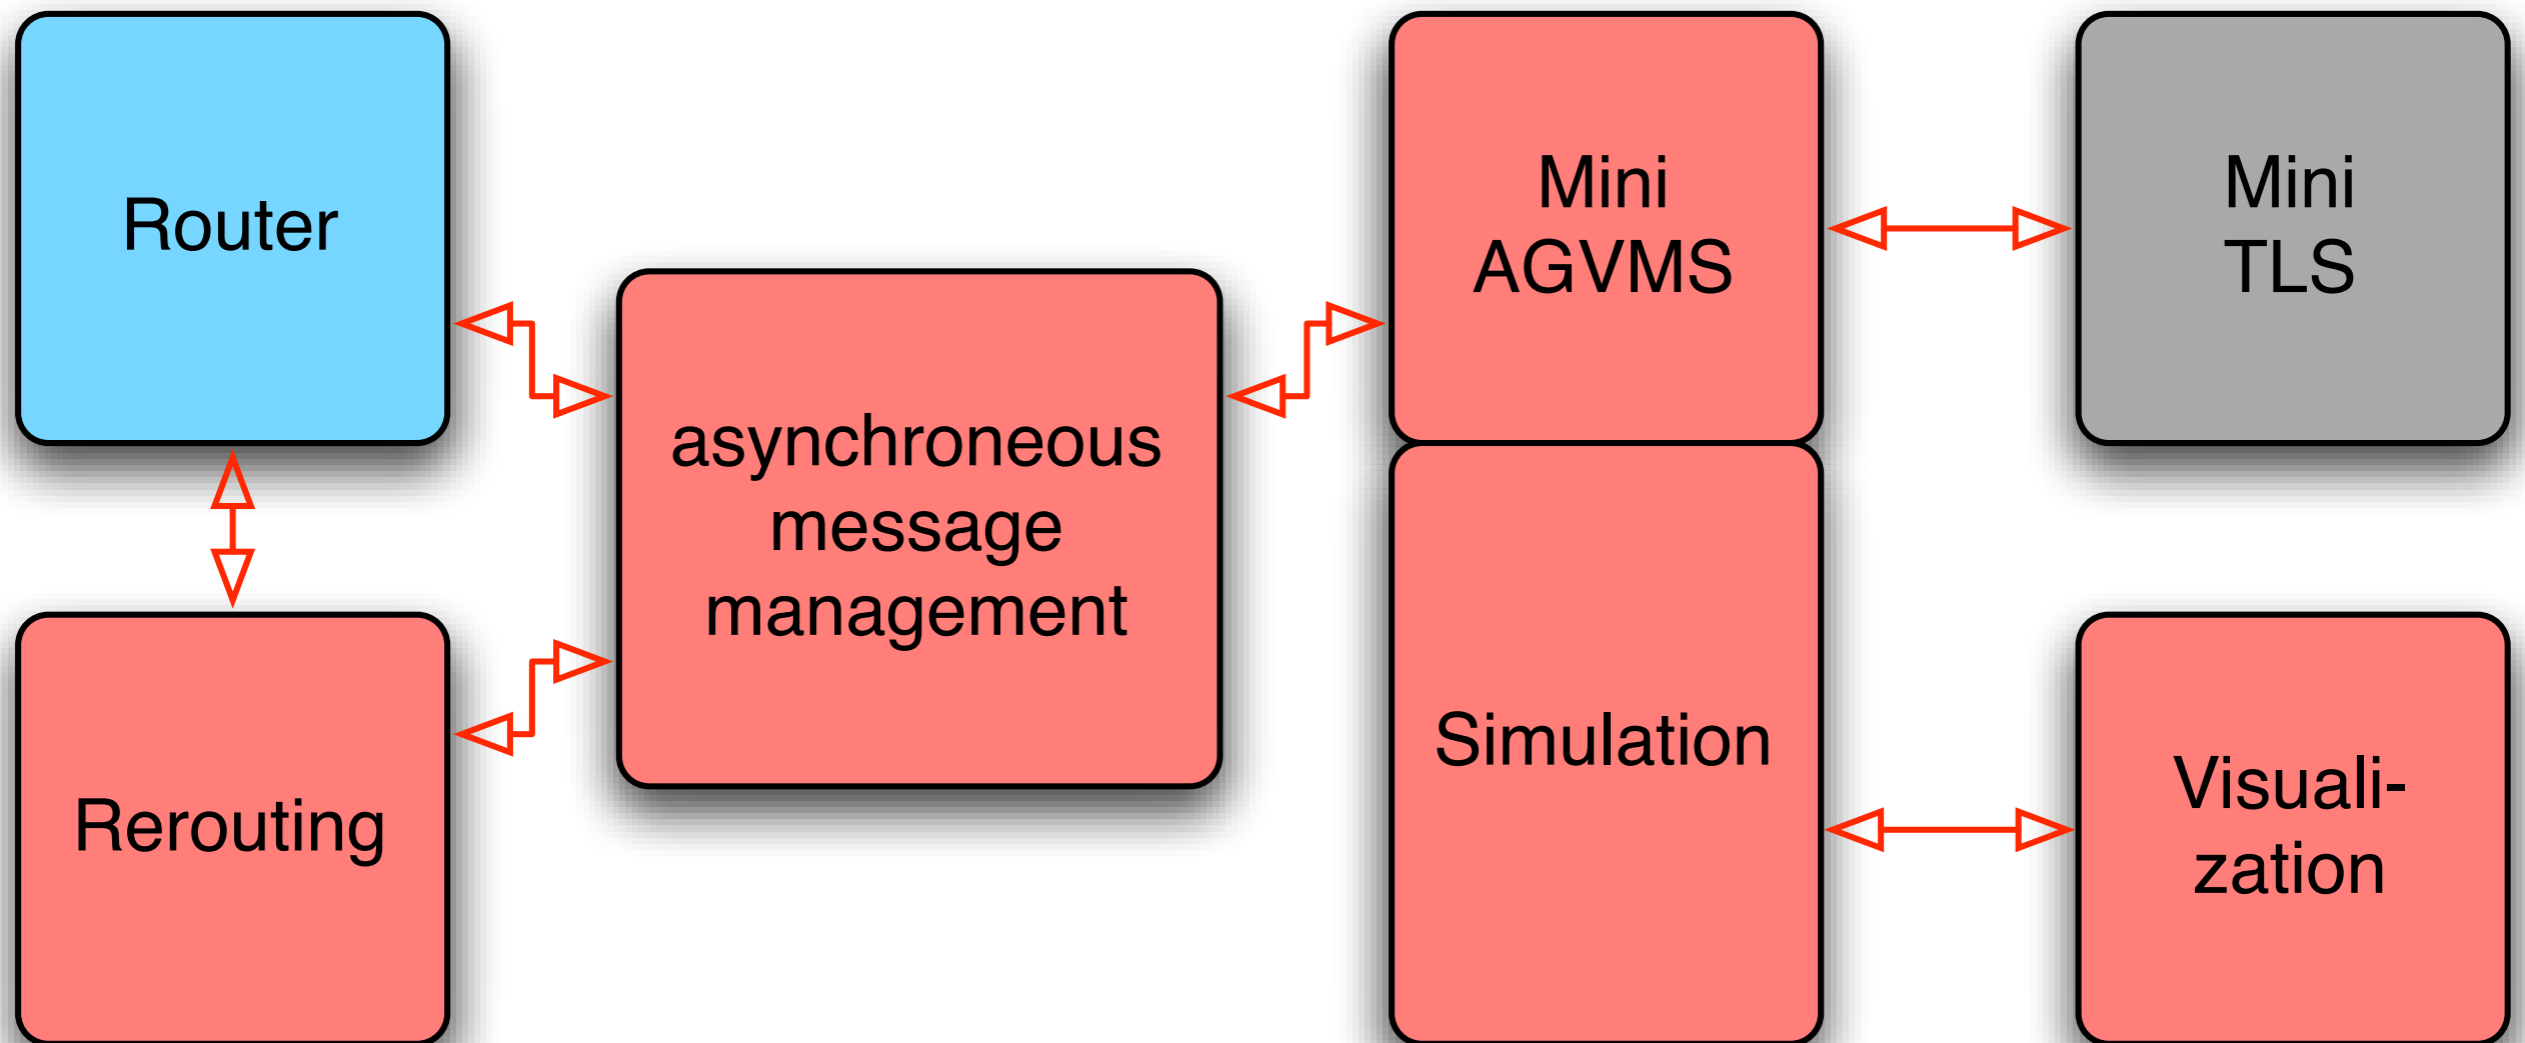 Router
asynchroneous
message
management
Rerouting
Mini
AGVMS
Simulation
Mini
TLS
Visuali-
zation